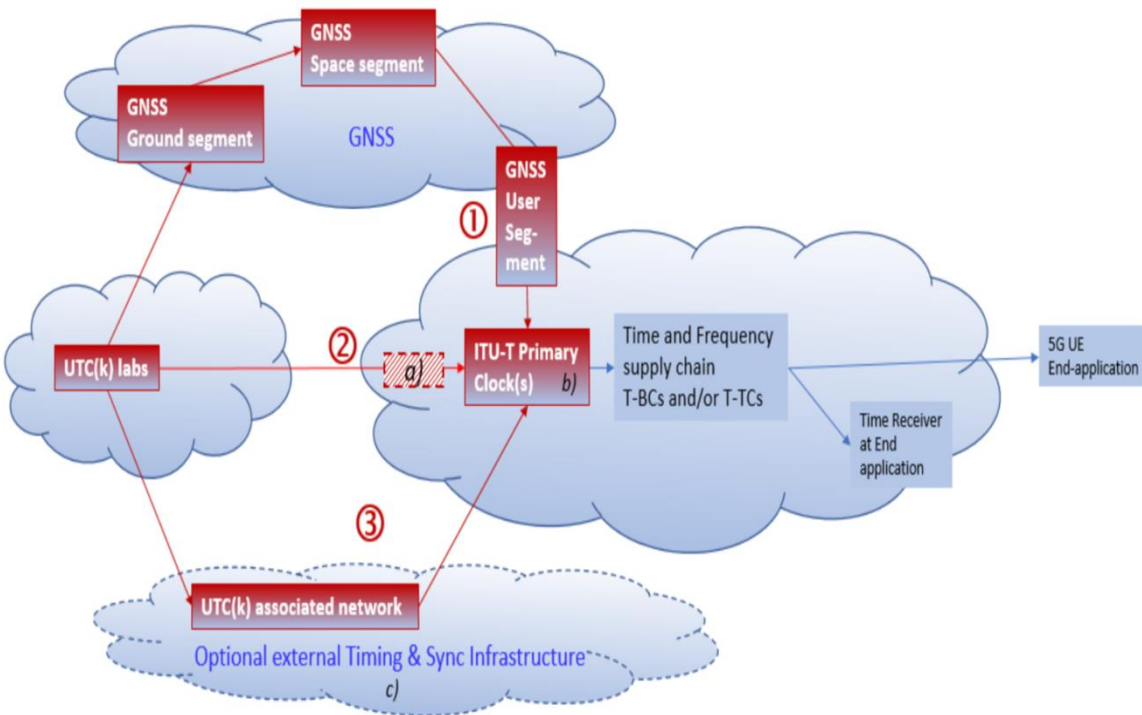 GNSS
Space segment
GNSS
Ground segment
GNSS
GNSS
User
Seg-
ment
①
UTC(k) labs
②
a)
ITU-T Primary
Clock(s)
b)
Time and Frequency
supply chain
T-BCs and/or T-TCs
5G UE
End-application
Time Receiver
at End
application
③
UTC(k) associated network
Optional external Timing & Sync Infrastructure
c)